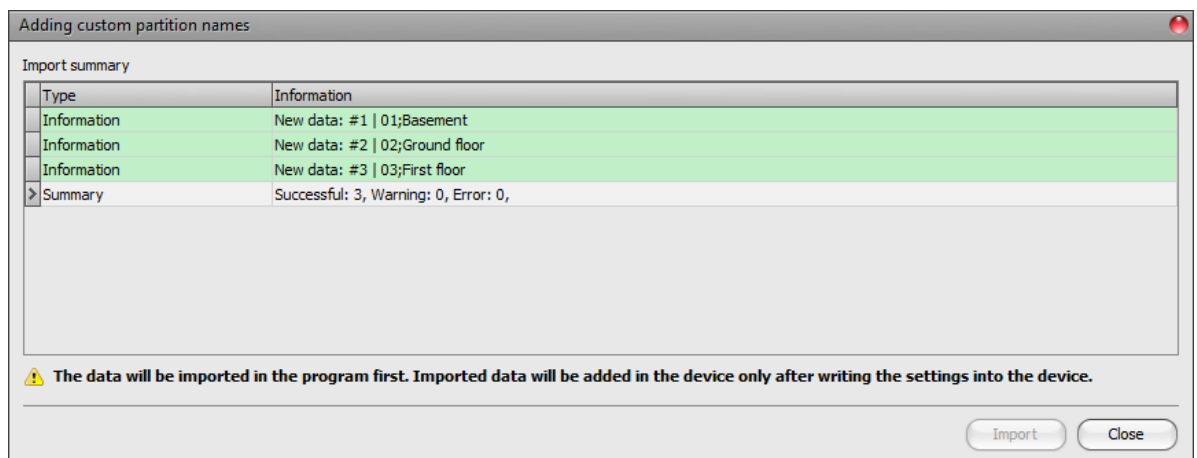 Adding custom partition names
Import summary
Type Information
Information New data: #1 | 01;Basement
Information New data: #2 | 02;Ground floor
Information New data: #3 | 03;First floor
Summary Successful: 3, Warning: 0, Error: 0,
The data will be imported in the program first. Imported data will be added in the device only after writing the settings into the device.
Import Close